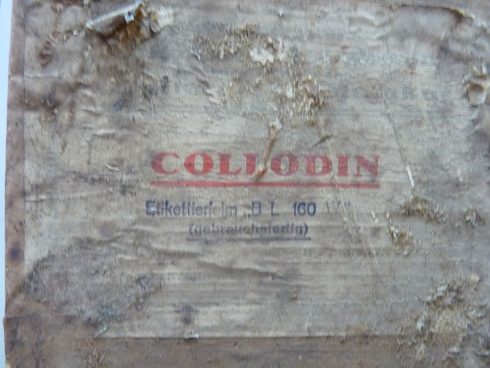 COLLODIN
Etikettierleim „B L 160
(gebrauchsfertig)